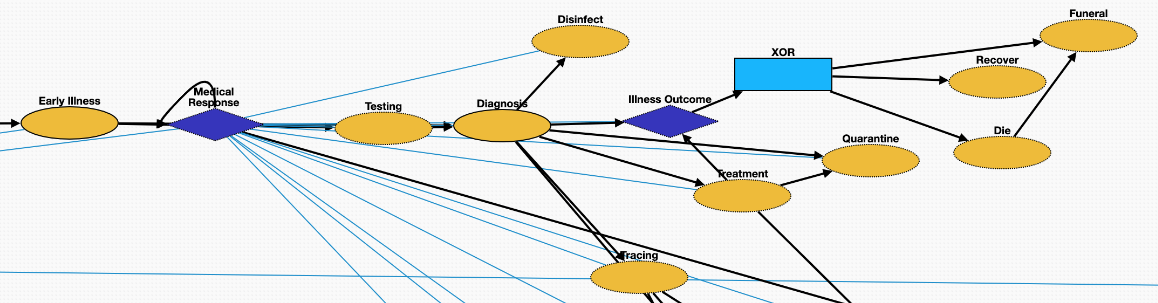 Disinfect
Funeral
XOR
Recover
Early Illness
Medical
Response
Testing
Diagnosis
Illness Outcome
Quarantine
Die
Treatment
Tracing